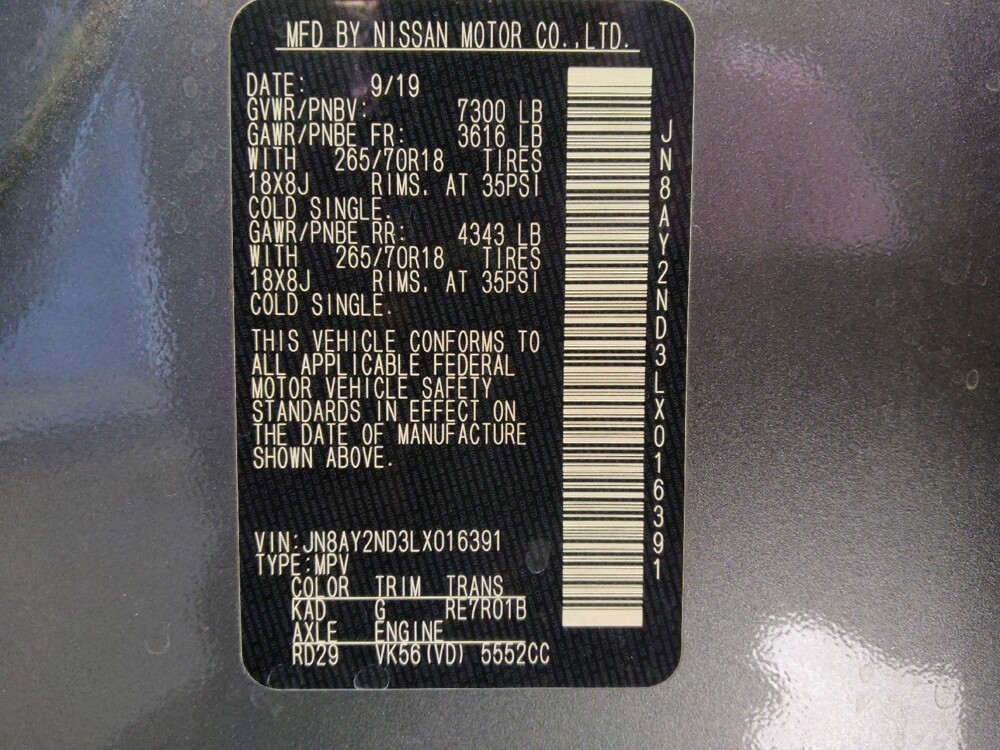 MFD BY NISSAN MOTOR CO.,LTD.
DATE: 9/19
GVWR/PNBV: 7300 LB
GAWR/PNBE FR: 3616 LB
WITH 265/70R18 TIRES
18X8J RIMS, AT 35PSI
COLD SINGLE.
GAWR/PNBE RR: 4343 LB
WITH 265/70R18 TIRES
18X8J RIMS, AT 35PSI
COLD SINGLE.
THIS VEHICLE CONFORMS TO
ALL APPLICABLE FEDERAL
MOTOR VEHICLE SAFETY
STANDARDS IN EFFECT ON
THE DATE OF MANUFACTURE
SHOWN ABOVE.
VIN:JN8AY2ND3LX016391
TYPE:MPV
COLOR TRIM TRANS
KAD G RE7R01B
AXLE ENGINE
RD29 VK56(VD) 5552CC
JN8AY2ND3LX016391